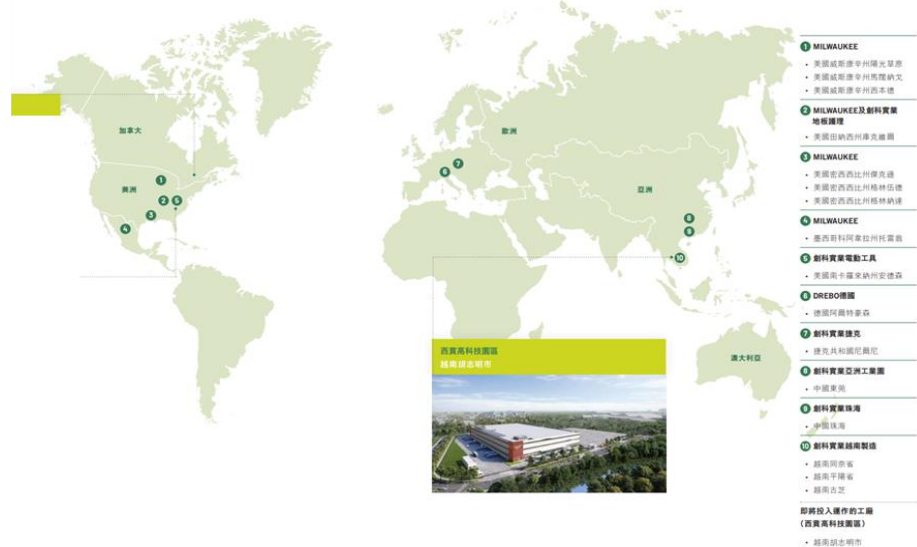 加拿大
美洲
歐洲
亞洲
澳大利亞
1
2
5
3
4
6
7
8
9
10
西貢高科技園區
越南胡志明市
1 MILWAUKEE
• 美國威斯康辛州陽光草原
• 美國威斯康辛州馬閣納戈
• 美國威斯康辛州西本德
2 MILWAUKEE及創科實業
地板護理
• 美國田納西州庫克維爾
3 MILWAUKEE
• 美國密西西比州傑克遜
• 美國密西西比州格林伍德
• 美國密西西比州格林納達
4 MILWAUKEE
• 墨西哥科阿韋拉州托雷翁
5 創科實業電動工具
• 美國南卡羅來納州安德森
6 DREBO德國
• 德國阿爾特豪森
7 創科實業捷克
• 捷克共和國尼爾尼
8 創科實業亞洲工業園
• 中國東莞
9 創科實業珠海
• 中國珠海
10 創科實業越南製造
• 越南同奈省
• 越南平陽省
• 越南古芝
即將投入運作的工廠
(西貢高科技園區)
• 越南胡志明市